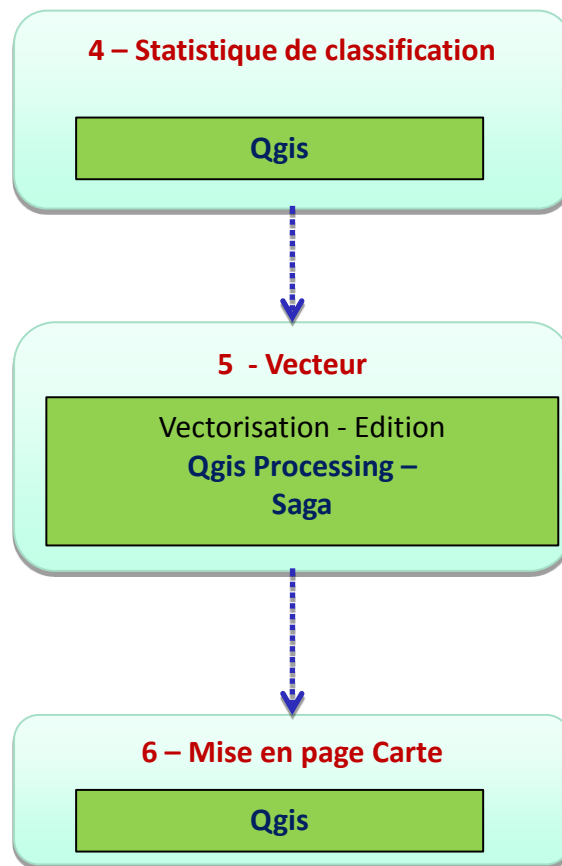 4 – Statistique de classification
Qgis
5 - Vecteur
Vectorisation - Edition
Qgis Processing –
Saga
6 – Mise en page Carte
Qgis